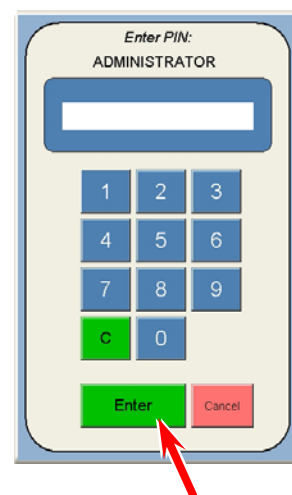 Enter PIN:
ADMINISTRATOR
1 2 3
4 5 6
7 8 9
C 0
Enter Cancel